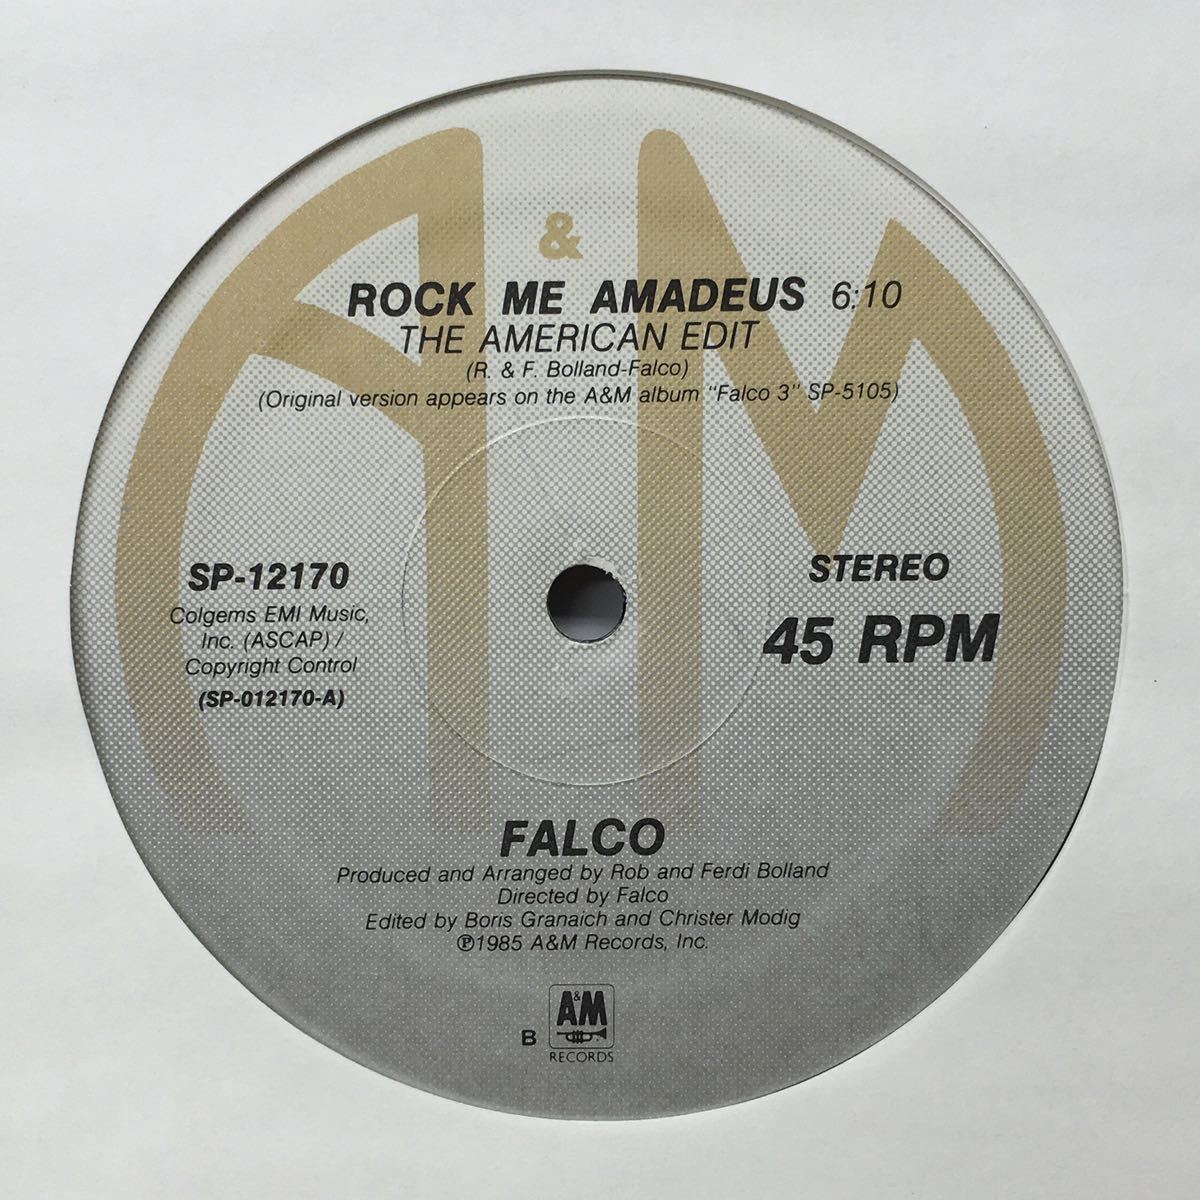 A & M
ROCK ME AMADEUS 6:10
THE AMERICAN EDIT
(R. & F. Bolland-Falco)
(Original version appears on the A&M album "Falco 3" SP-5105)
SP-12170
Colgems EMI Music,
Inc. (ASCAP) /
Copyright Control
(SP-012170-A)
STEREO
45 RPM
FALCO
Produced and Arranged by Rob and Ferdi Bolland
Directed by Falco
Edited by Boris Granaich and Christer Modig
℗1985 A&M Records, Inc.
B
A&M
RECORDS